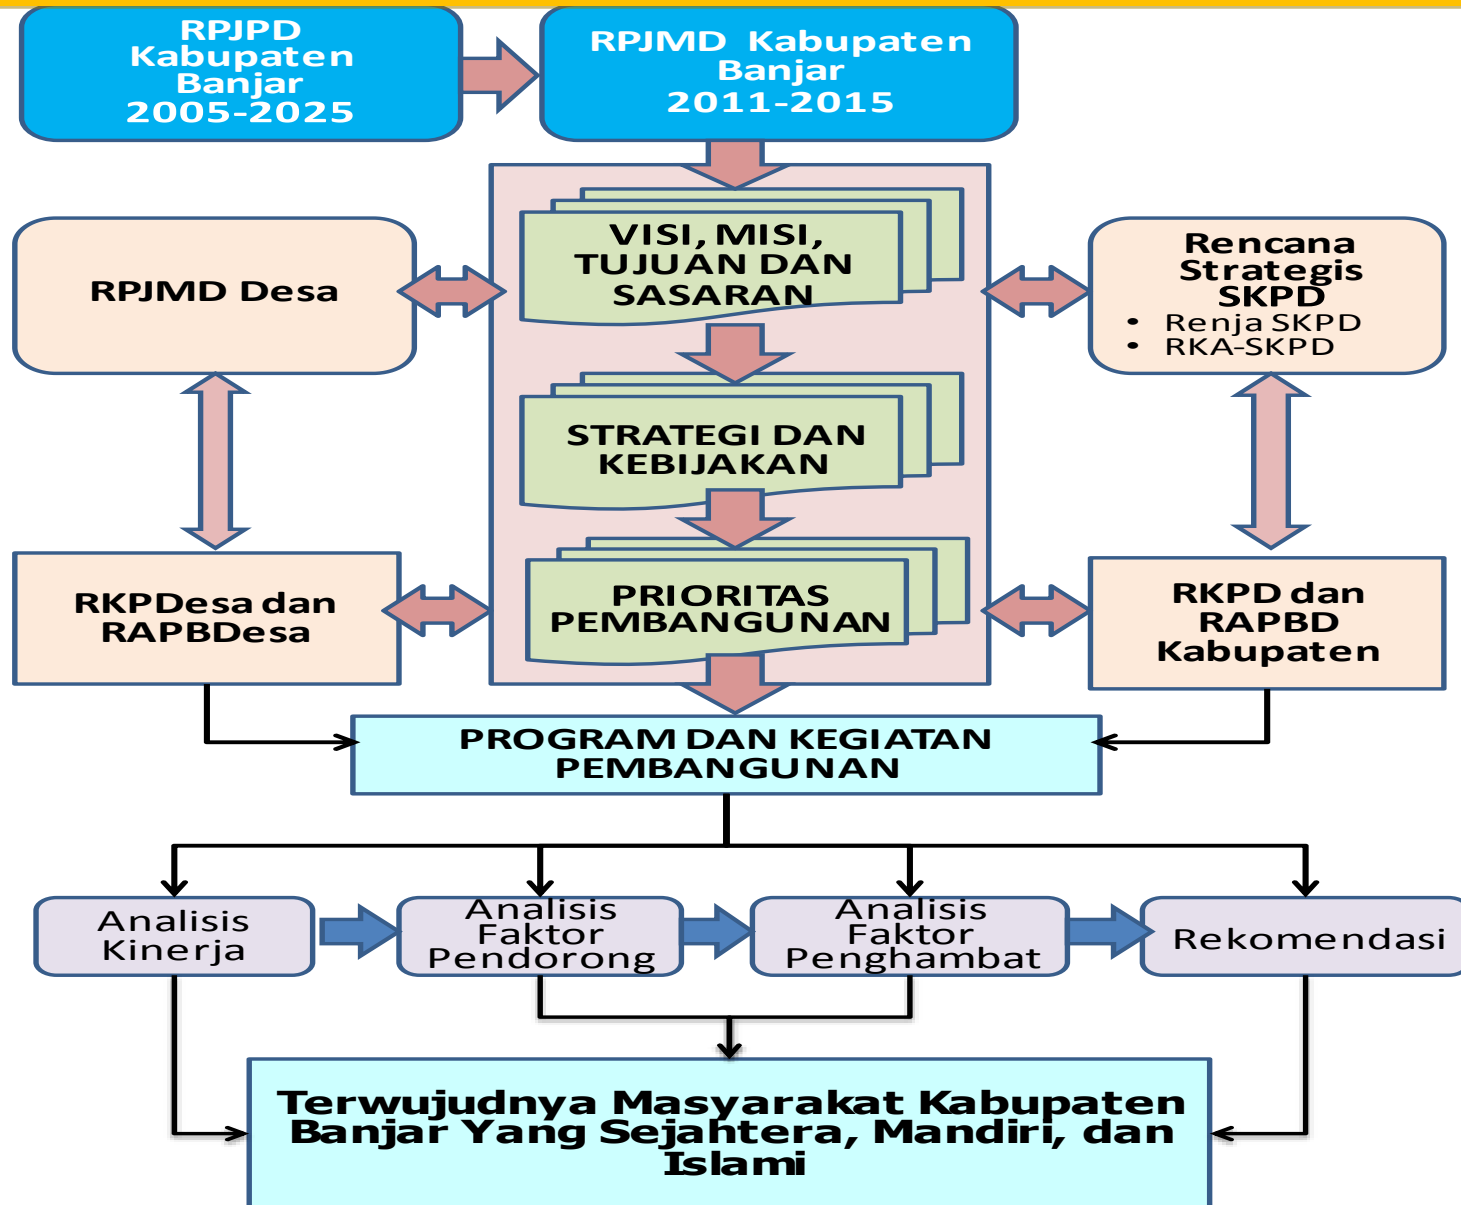 RPJPD
Kabupaten
Banjar
2005-2025
RPJMD Kabupaten
Banjar
2011-2015
VISI, MISI,
TUJUAN DAN
SASARAN
RPJMD Desa
Rencana
Strategis
SKPD
• Renja SKPD
• RKA-SKPD
STRATEGI DAN
KEBIJAKAN
RKPDesa dan
RAPBDesa
PRIORITAS
PEMBANGUNAN
RKPD dan
RAPBD
Kabupaten
PROGRAM DAN KEGIATAN
PEMBANGUNAN
Analisis
Kinerja
Analisis
Faktor
Pendorong
Analisis
Faktor
Penghambat
Rekomendasi
Terwujudnya Masyarakat Kabupaten
Banjar Yang Sejahtera, Mandiri, dan
Islami